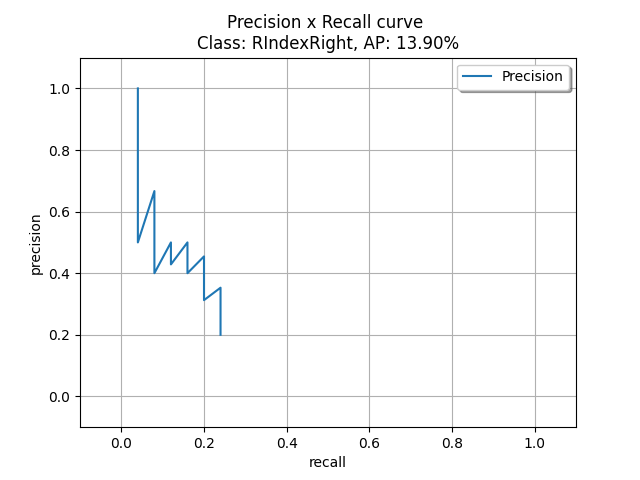 Precision x Recall curve
Class: RIndexRight, AP: 13.90%
Precision
1.0
0.8
0.6
0.4
0.2
0.0
precision
0.0 0.2 0.4 0.6 0.8 1.0
recall